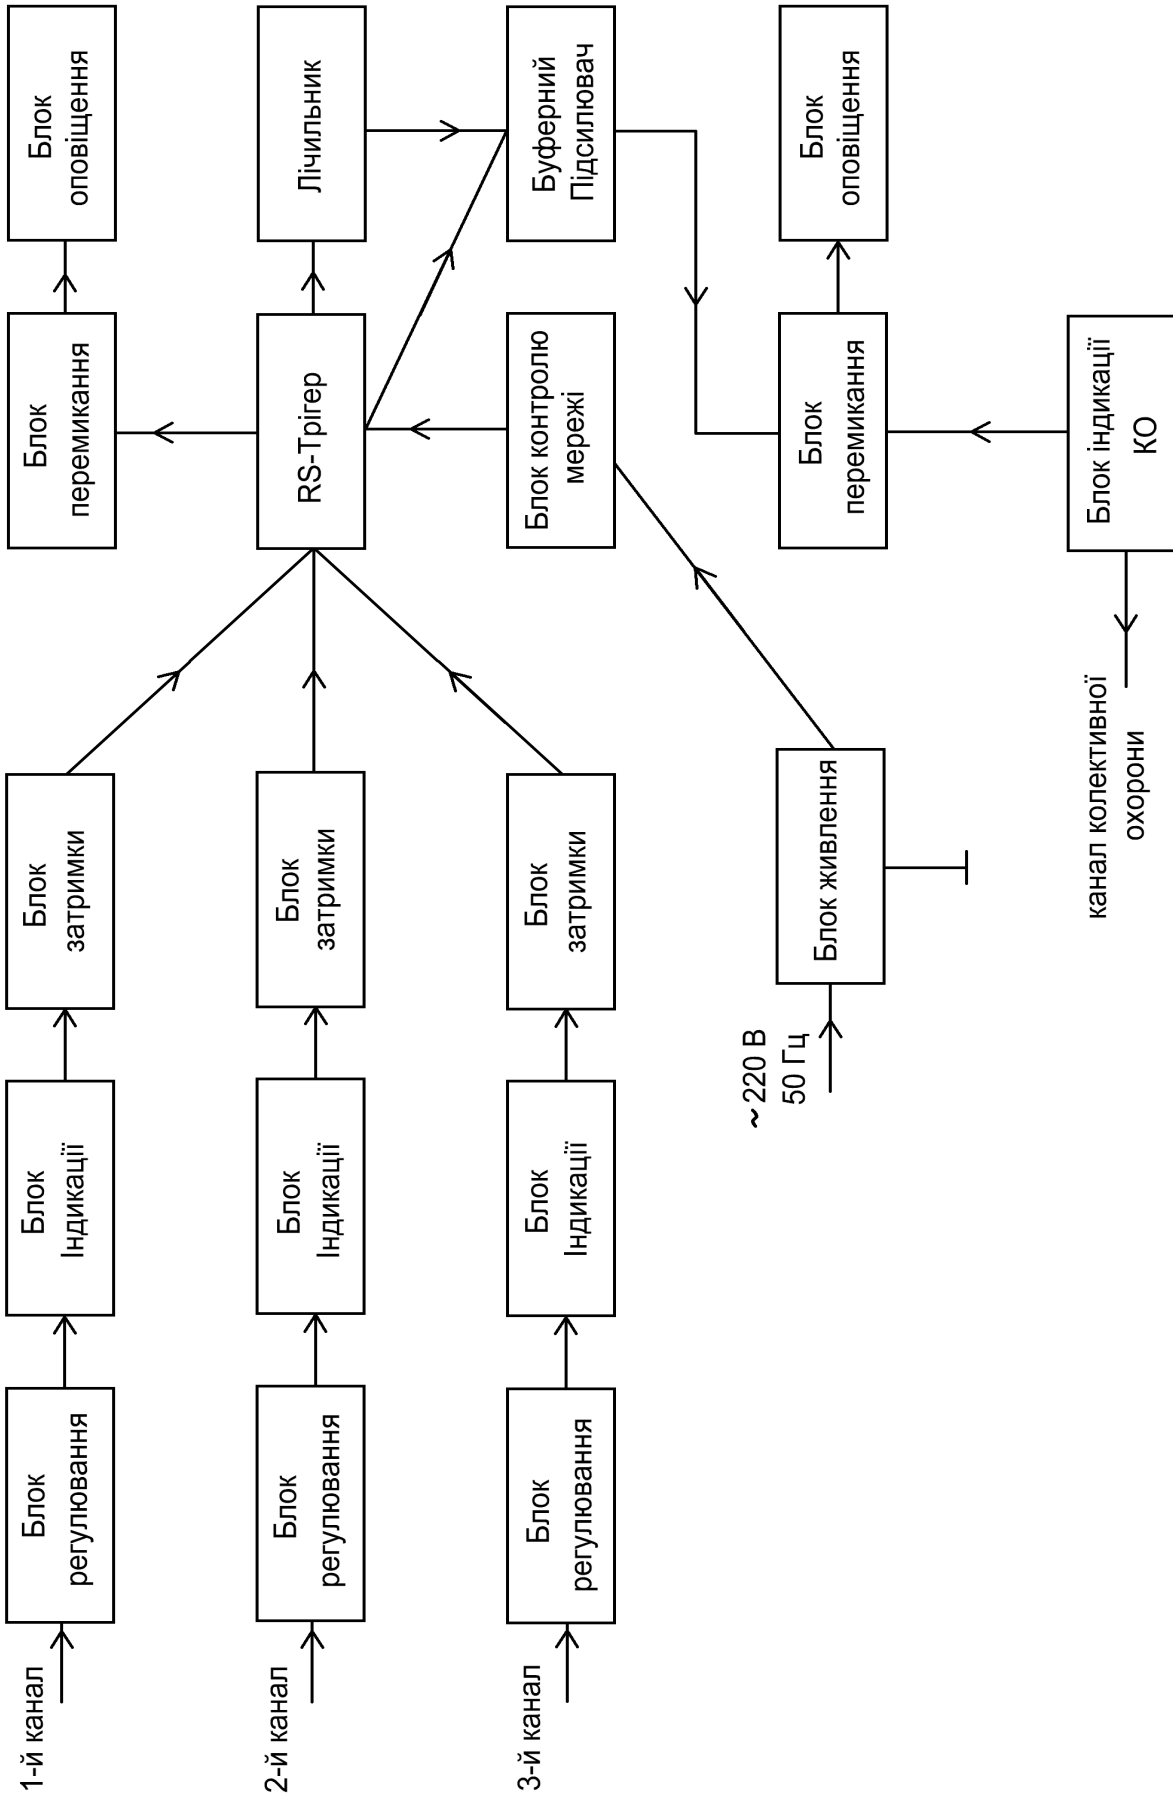 1-й канал
Блок
регулювання
Блок
Індикації
Блок
затримки
Блок
перемикання
Блок
оповіщення
2-й канал
Блок
регулювання
Блок
Індикації
Блок
затримки
RS-Трігер
Лічильник
3-й канал
Блок
регулювання
Блок
Індикації
Блок
затримки
Блок контролю
мережі
Буферний
Підсилювач
~ 220 В
50 Гц
Блок живлення
Блок
перемикання
Блок
оповіщення
канал колективної
охорони
Блок індикації
КО